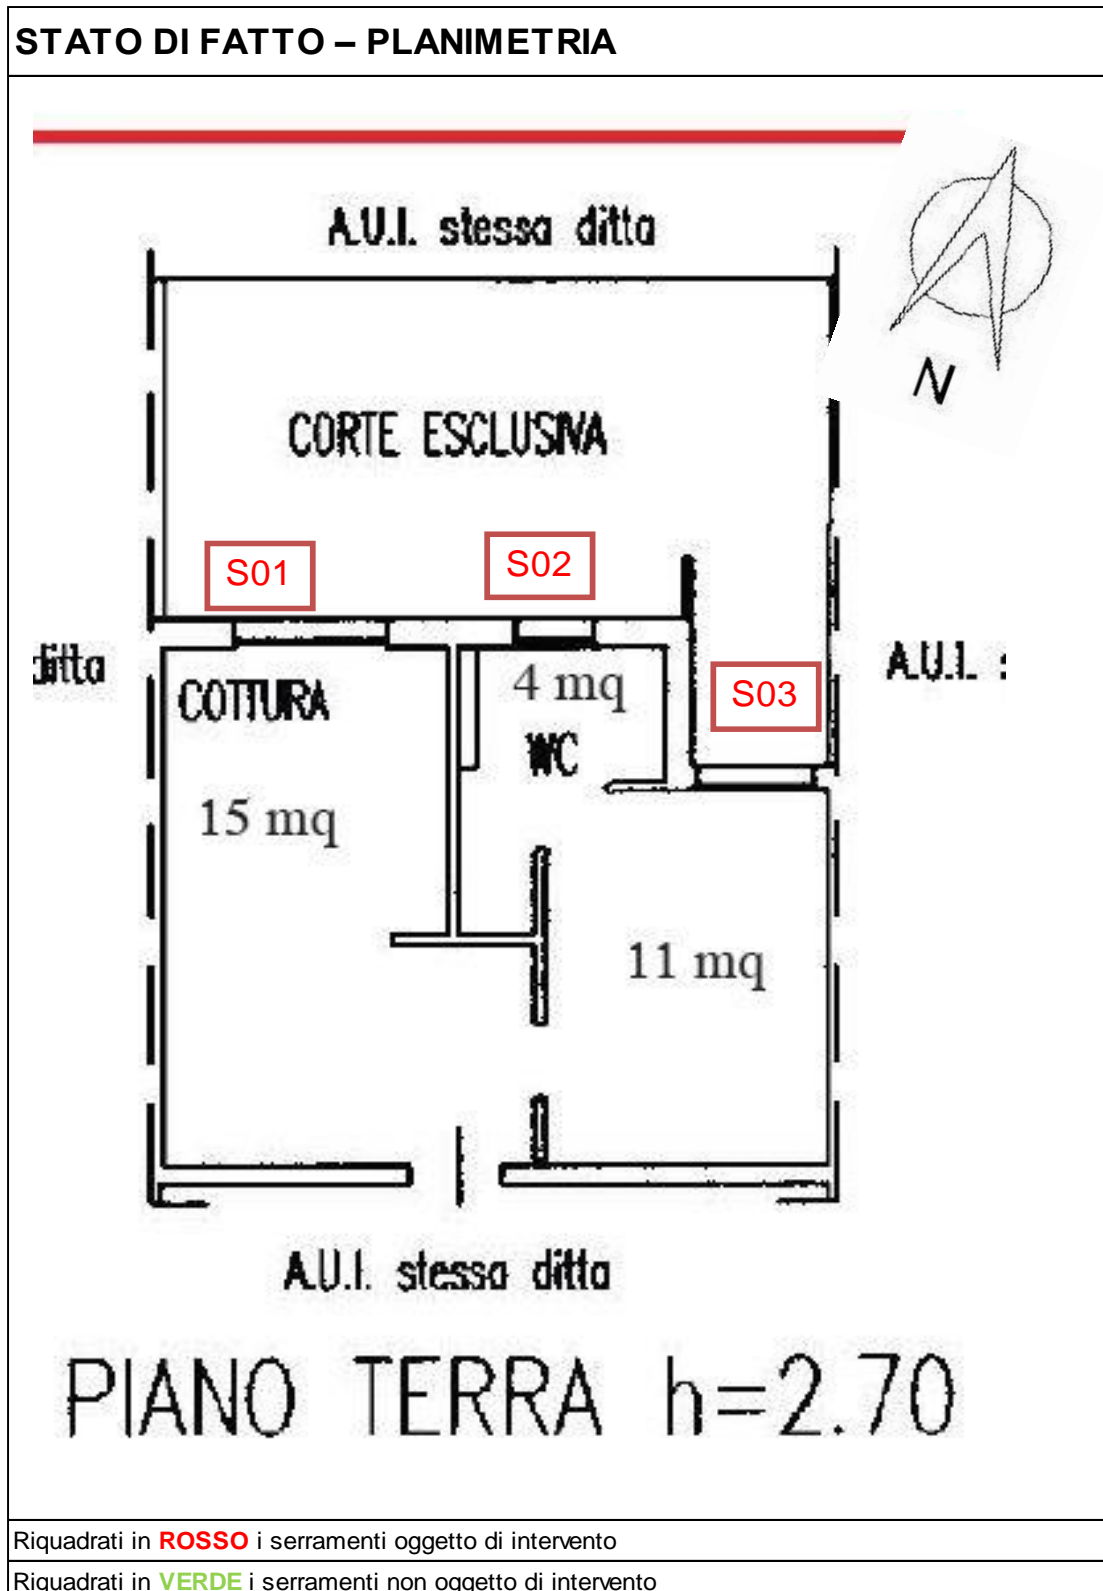 STATO DI FATTO – PLANIMETRIA
A.U.I. stessa ditta
N
CORTE ESCLUSIVA
S01
S02
ditta
A.U.I.
S03
COTTURA
4 mq
WC
15 mq
11 mq
A.U.I. stessa ditta
PIANO TERRA h=2.70
Riquadrati in ROSSO i serramenti oggetto di intervento
Riquadrati in VERDE i serramenti non oggetto di intervento